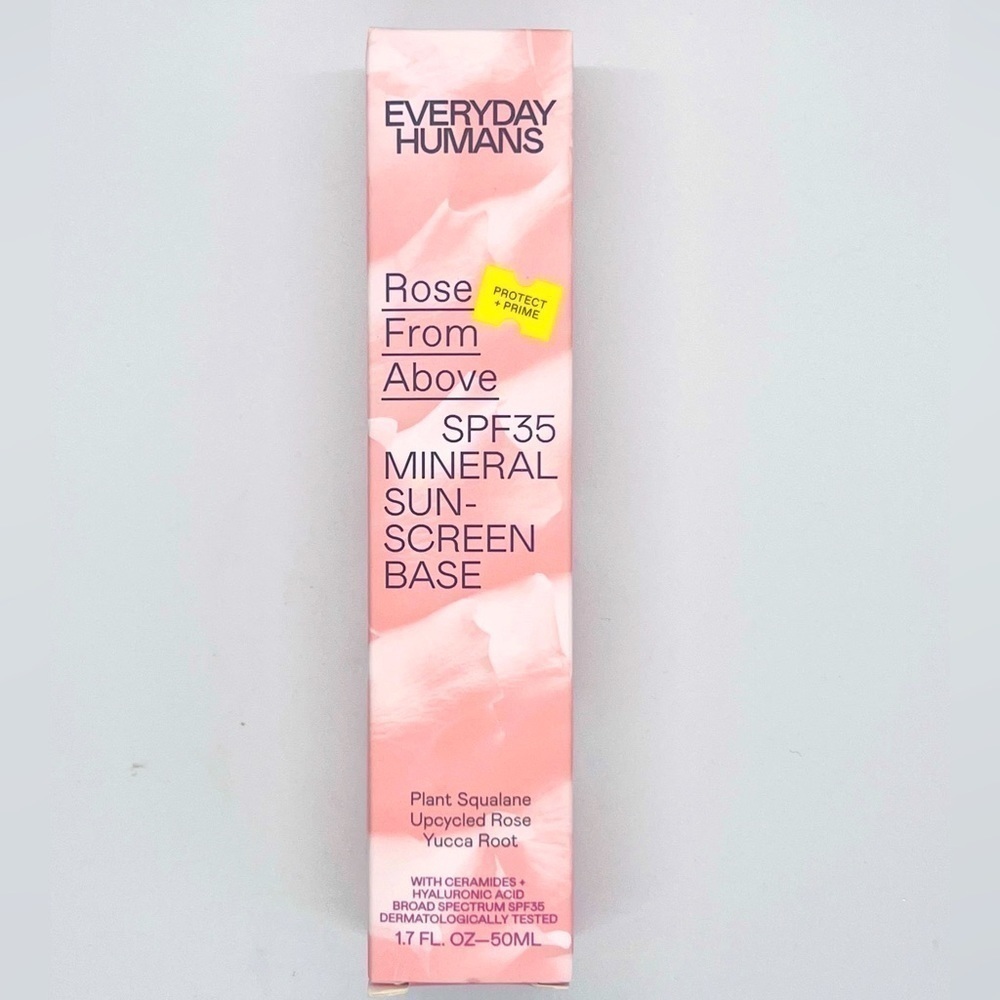 EVERYDAY
HUMANS
Rose
From
Above
PROTECT
+ PRIME
SPF35
MINERAL
SUN-
SCREEN
BASE
Plant Squalane
Upcycled Rose
Yucca Root
WITH CERAMIDES +
HYALURONIC ACID
BROAD SPECTRUM SPF35
DERMATOLOGICALLY TESTED
1.7 FL. OZ—50ML